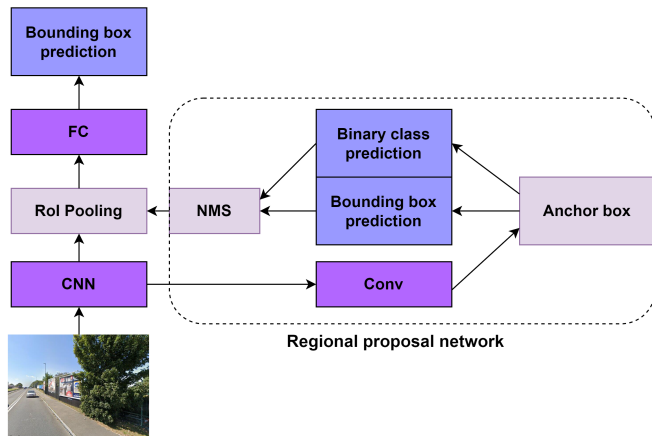 Bounding box
prediction
FC
RoI Pooling
CNN
NMS
Binary class
prediction
Bounding box
prediction
Conv
Anchor box
Regional proposal network